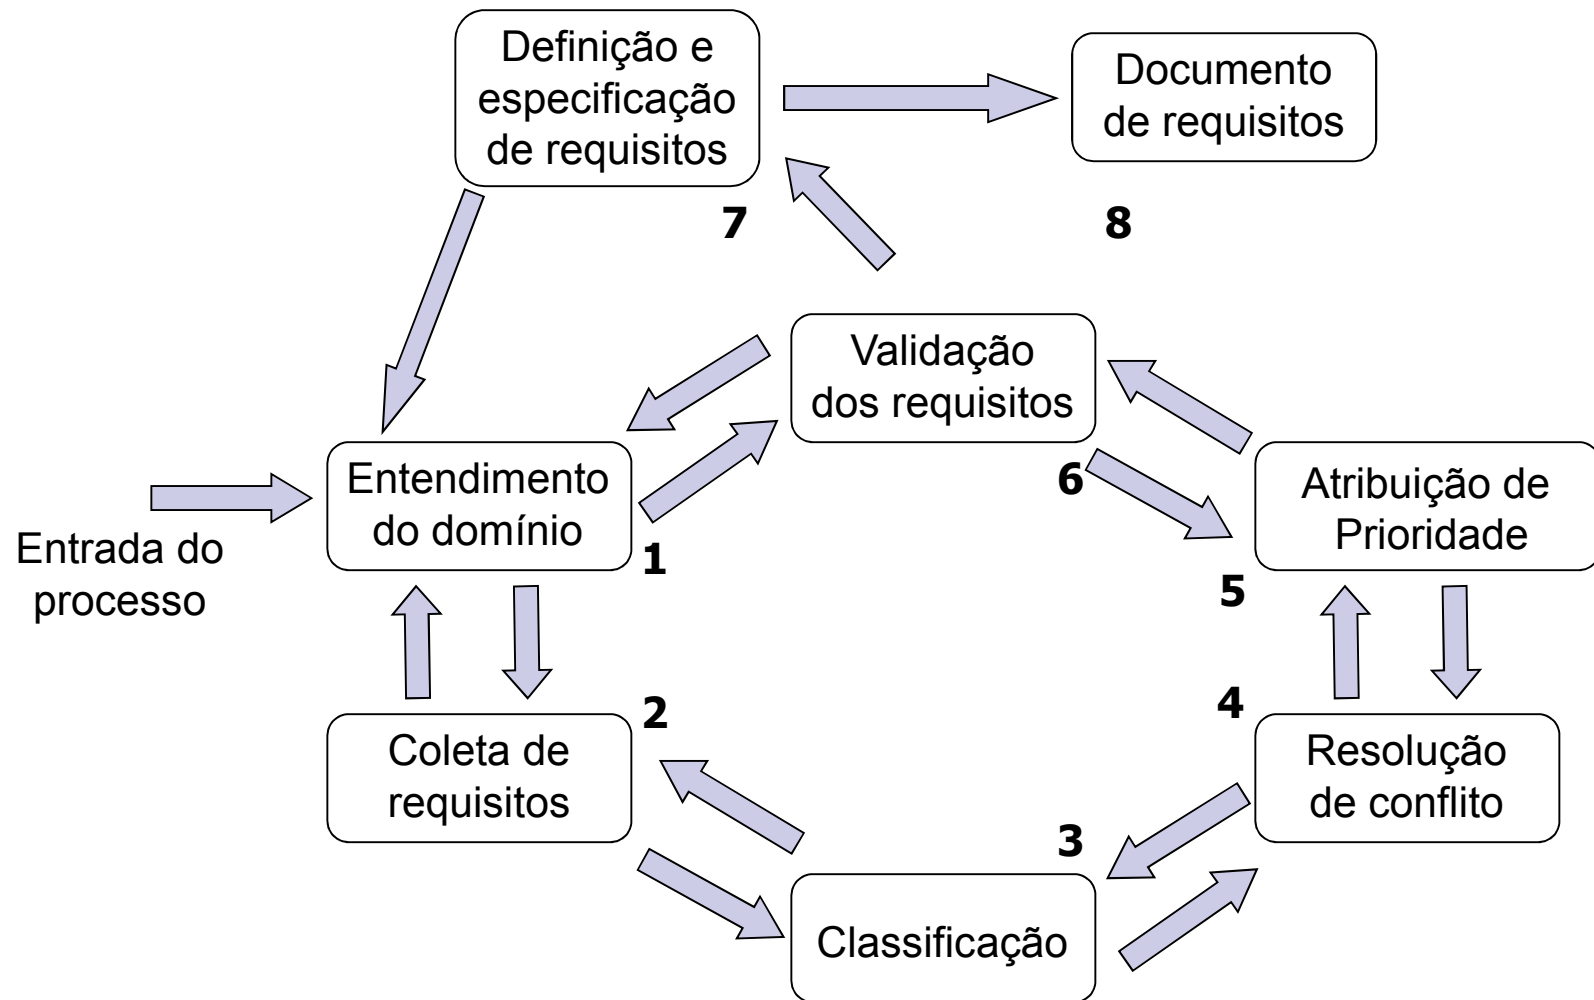 Definição e
especificação
de requisitos
Documento
de requisitos
7
8
Validação
dos requisitos
6
Entendimento
do domínio
1
Entrada do
processo
Atribuição de
Prioridade
5
2
4
Coleta de
requisitos
Resolução
de conflito
3
Classificação